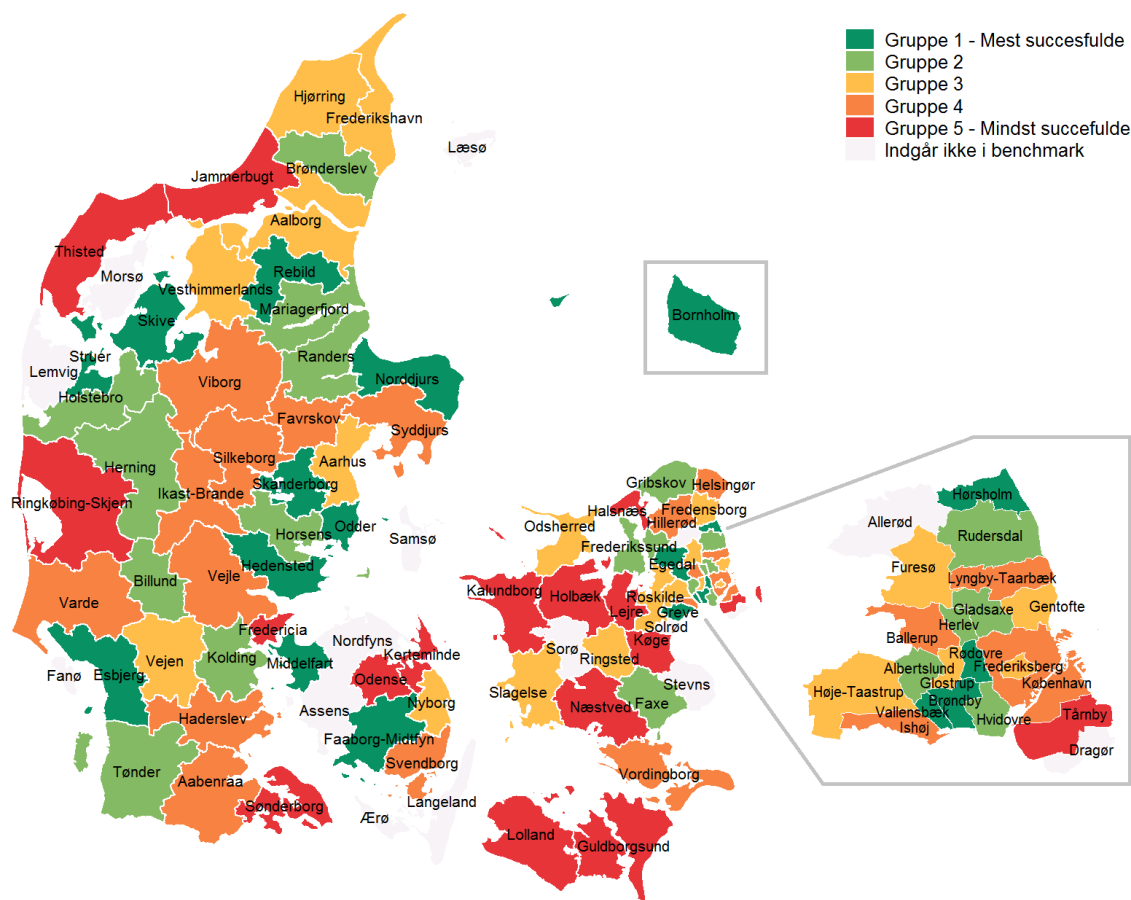 Gruppe 1 - Mest succesfulde
Gruppe 2
Gruppe 3
Gruppe 4
Gruppe 5 - Mindst succefulde
Indgår ikke i benchmark
Hjørring
Frederikshavn
Læsø
Brønderslev
Jammerbugt
Aalborg
Thisted
Morsø
Rebild
Vesthimmerlands
Mariagerfjord
Skive
Bornholm
Struer
Lemvig
Randers
Viborg
Norddjurs
Holstebro
Favrskov
Syddjurs
Silkeborg
Aarhus
Herning
Skanderborg
Ikast-Brande
Ringkøbing-Skjern
Odder
Horsens
Samsø
Hedensted
Billund
Vejle
Varde
Fredericia
Nordfyns
Kerteminde
Vejen
Kolding
Middelfart
Fanø
Esbjerg
Odense
Assens
Nyborg
Haderslev
Faaborg-Midtfyn
Svendborg
Tønder
Aabenraa
Langeland
Sønderborg
Ærø
Gribskov
Helsingør
Halsnæs
Fredensborg
Hillerød
Odsherred
Frederikssund
Egedal
Kalundborg
Holbæk
Roskilde
Lejre
Greve
Solrød
Køge
Sorø
Ringsted
Slagelse
Stevns
Næstved
Faxe
Vordingborg
Lolland
Guldborgsund
Hørsholm
Allerød
Rudersdal
Furesø
Lyngby-Taarbæk
Gladsaxe
Gentofte
Herlev
Ballerup
Rødovre
Albertslund
Frederiksberg
Glostrup
Høje-Taastrup
København
Brøndby
Vallensbæk
Hvidovre
Ishøj
Tårnby
Dragør